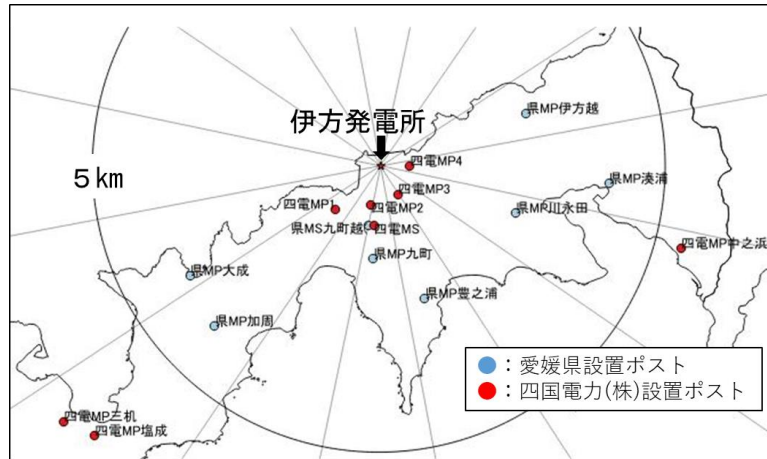 伊方発電所
5km
県MP伊方越
四電MP4
県MP湊浦
四電MP3
四電MP1
四電MP2
県MP川永田
県MS九町越
四電MS
四電MP中之浜
県MP九町
県MP大成
県MP豊之浦
県MP加周
四電MP三机
四電MP塩成
：愛媛県設置ポスト
：四国電力(株)設置ポスト